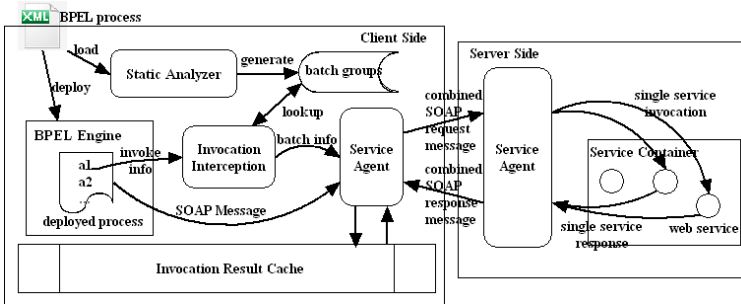 XML
BPEL process
Client Side
load
Static Analyzer
generate
batch groups
deploy
lookup
BPEL Engine
a1
a2
...
deployed process
invoke
info
Invocation
Interception
batch info
Service
Agent
SOAP Message
Invocation Result Cache
combined
SOAP
request
message
combined
SOAP
response
message
Server Side
Service
Agent
single service
invocation
Service Container
web service
single service
response